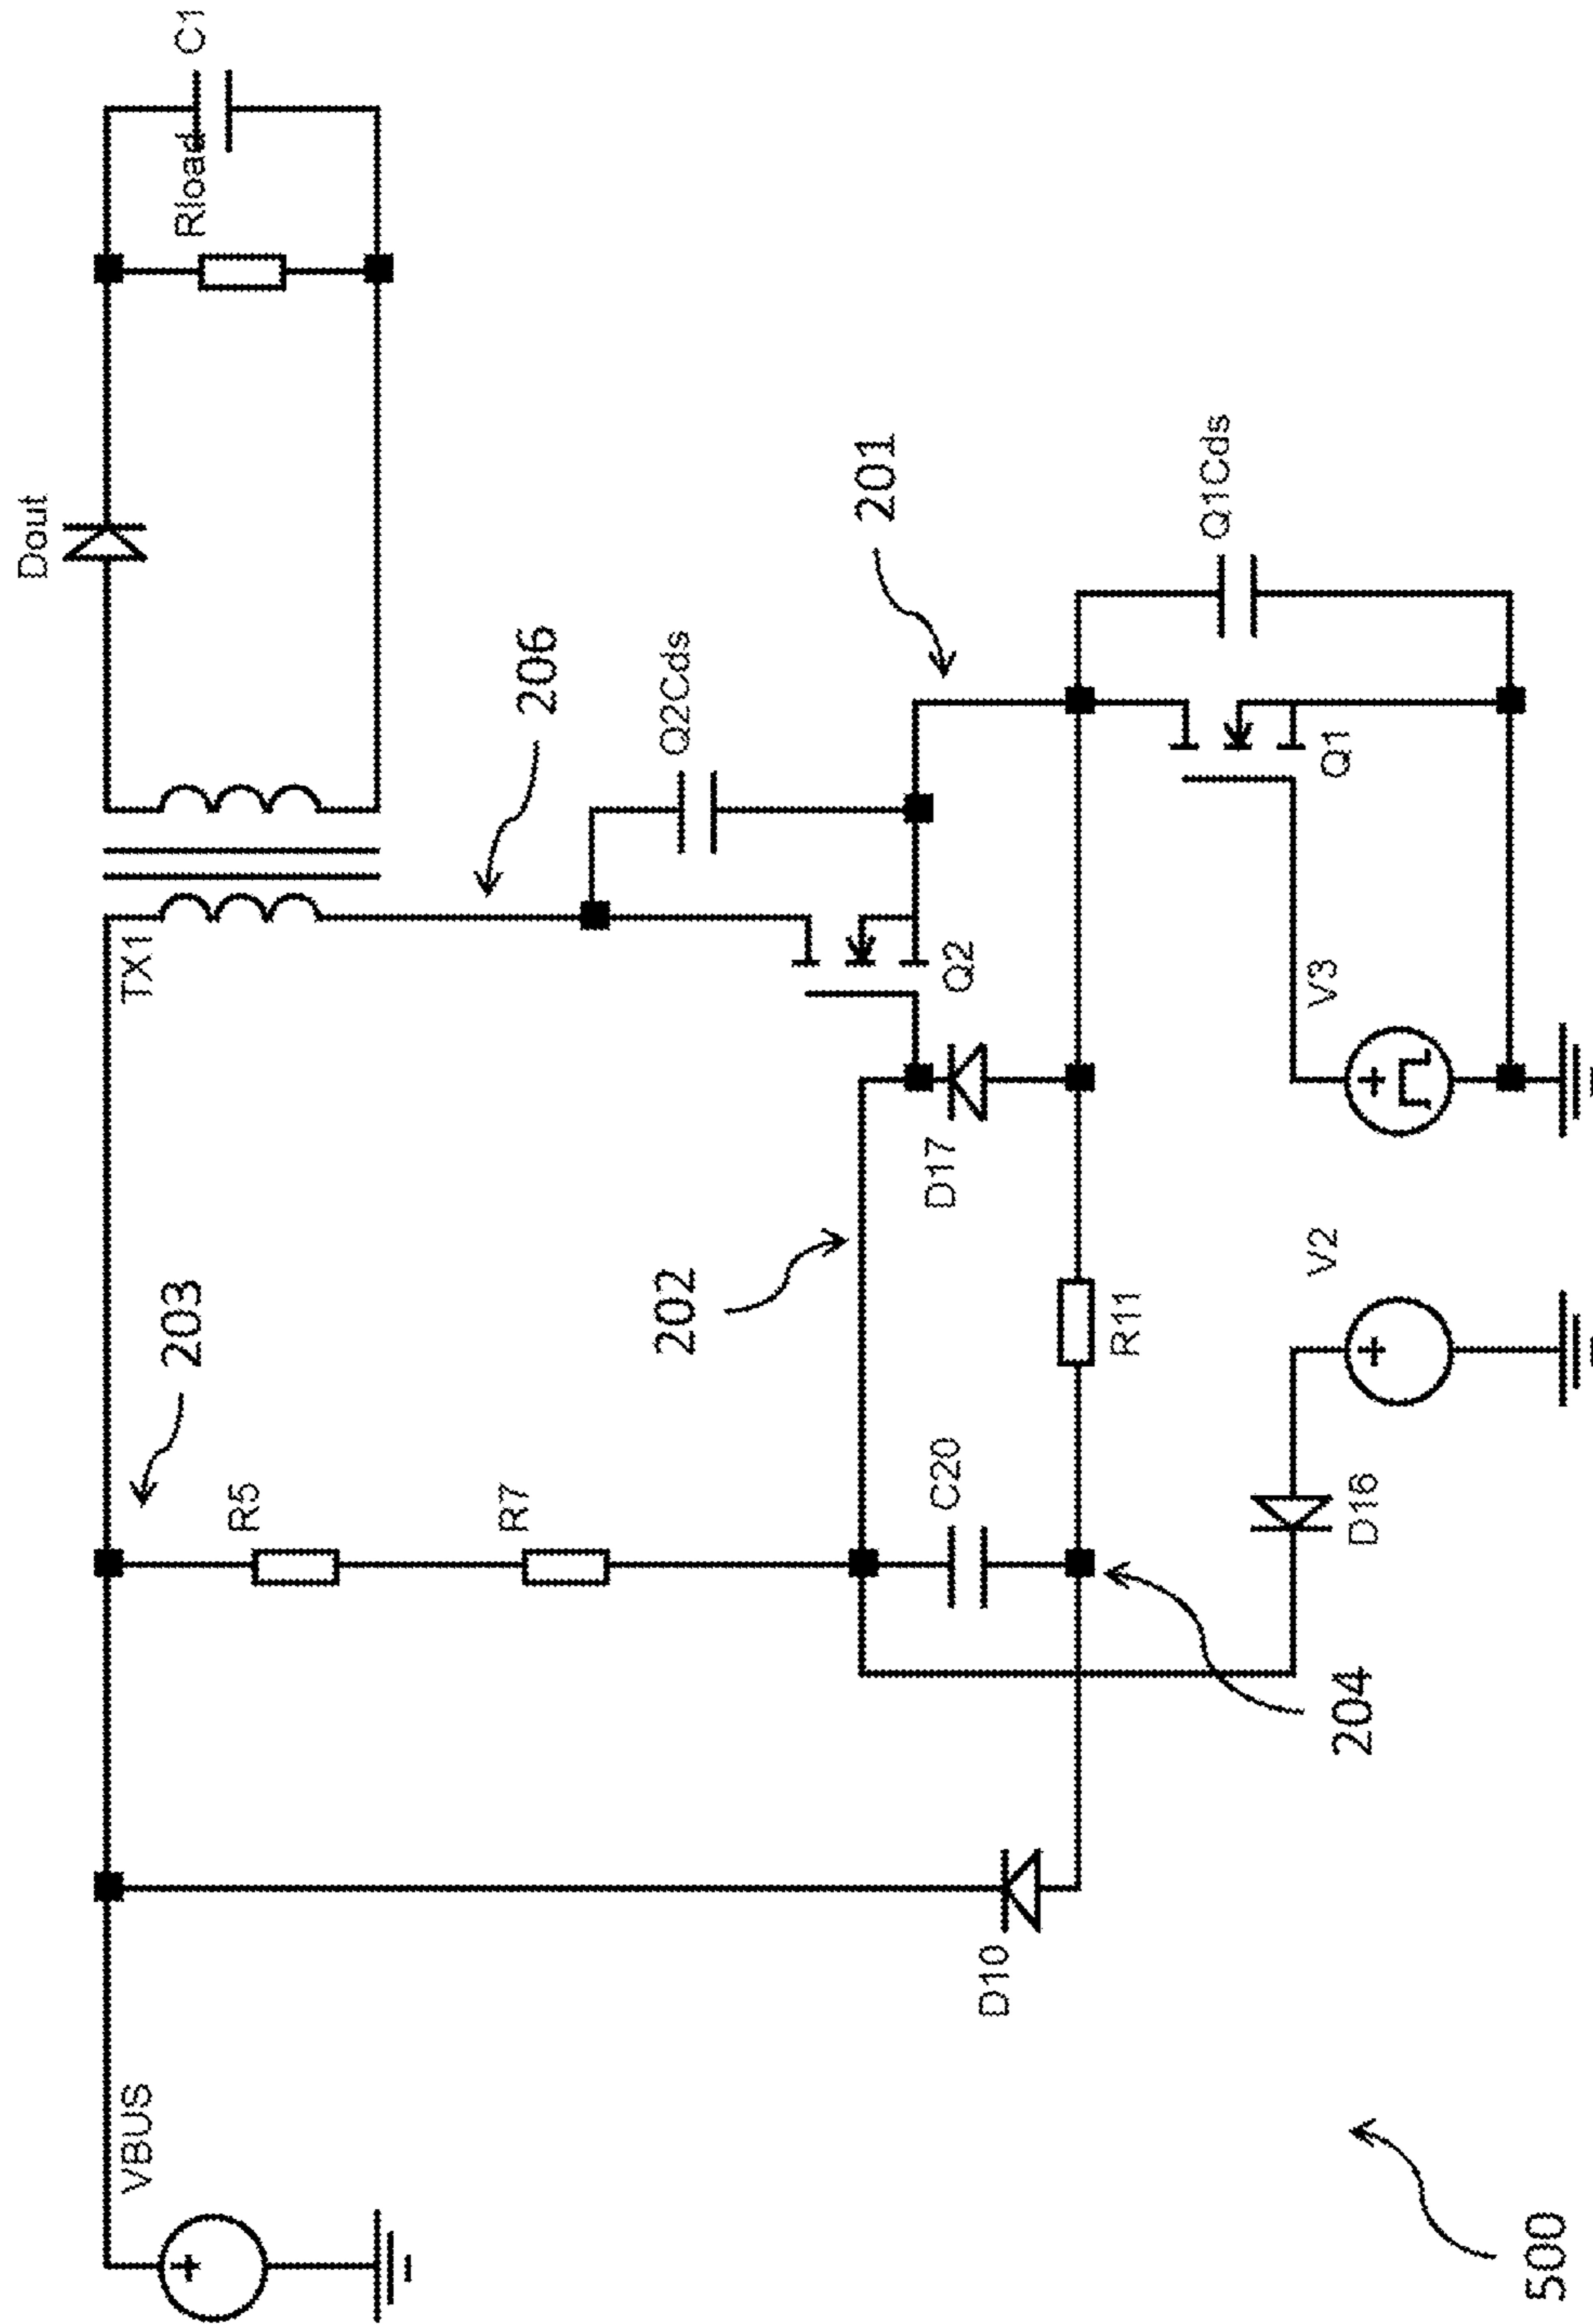 Dout
Rload
C1
TX1
206
203
VBUS
R5
Q2Cds
R7
202
201
D17
Q2
C20
D10
R11
Q1Cds
204
D16
V2
V3
Q1
500